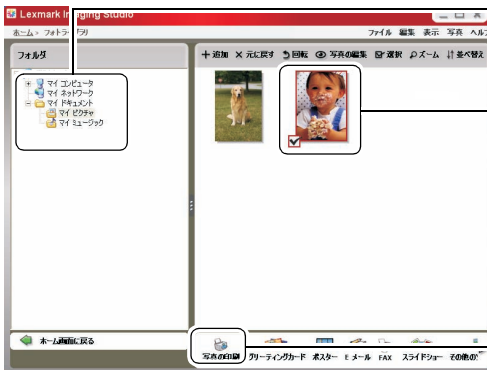 Lexmark Imaging Studio
ホーム > フォトライブラリ
ファイル 編集 表示 写真 ヘル
フォルダ
+ 追加 × 元に戻す 回転 写真の編集 選択 ズーム 並べ替え
マイ コンピュータ
マイ ネットワーク
マイ ドキュメント
マイ ピクチャ
マイ ミュージック
ホーム画面に戻る
写真の印刷 グリーティングカード ポスター E メール FAX スライドショー その他の